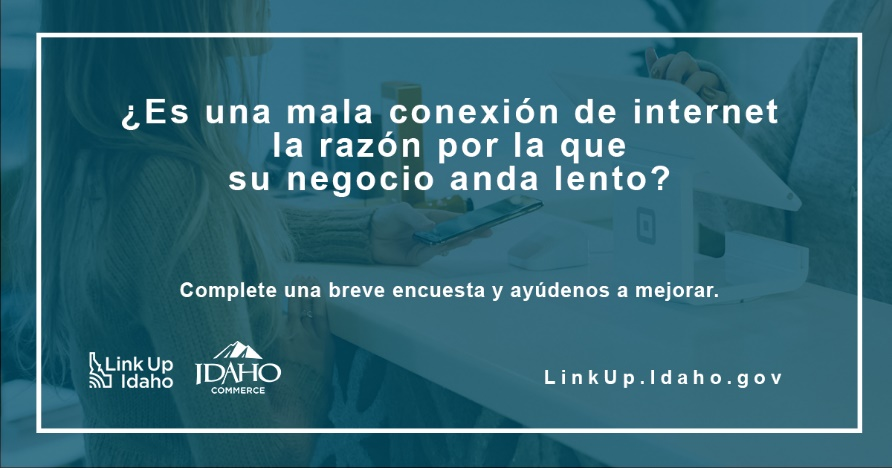 ¿Es una mala conexión de internet
la razón por la que
su negocio anda lento?
Complete una breve encuesta y ayúdenos a mejorar.
Link Up
Idaho
IDAHO
COMMERCE
LinkUp.Idaho.gov